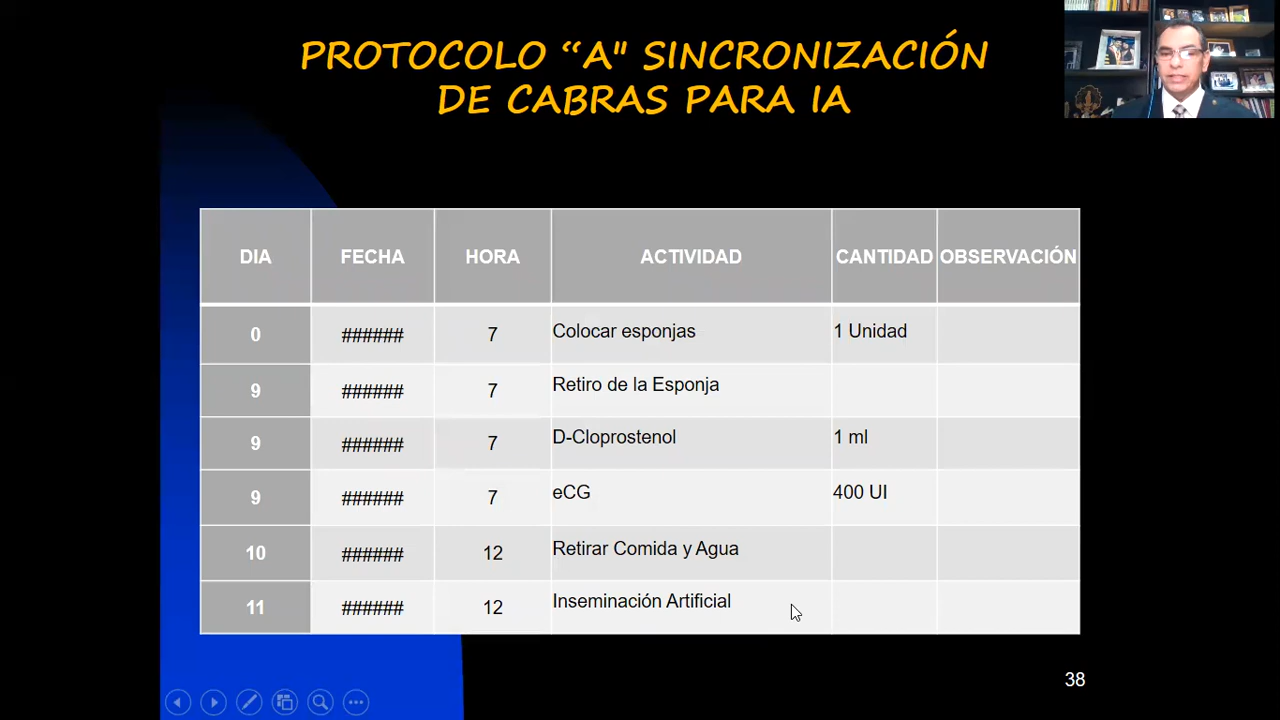 PROTOCOLO “A" SINCRONIZACIÓN
DE CABRAS PARA IA
DIA FECHA HORA ACTIVIDAD CANTIDAD OBSERVACIÓN
0 ###### 7 Colocar esponjas 1 Unidad
9 ###### 7 Retiro de la Esponja
9 ###### 7 D-Cloprostenol 1 ml
9 ###### 7 eCG 400 UI
10 ###### 12 Retirar Comida y Agua
11 ###### 12 Inseminación Artificial
38